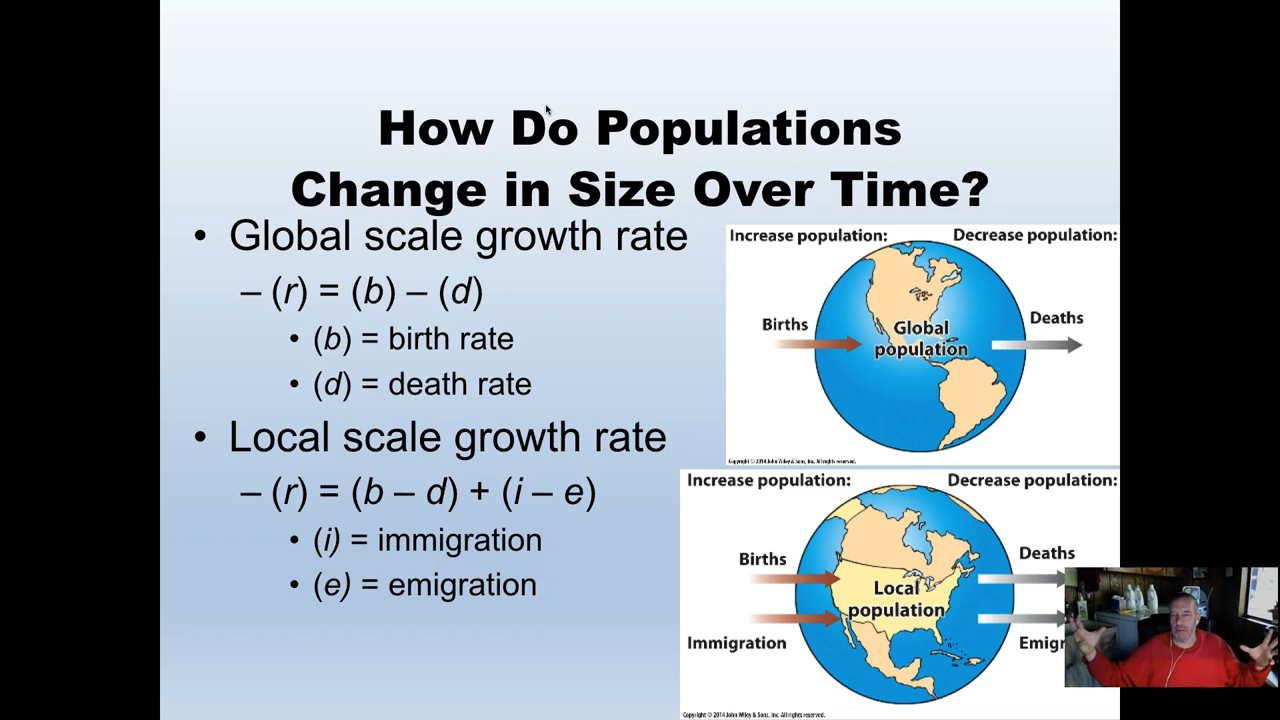 How Do Populations
Change in Size Over Time?
• Global scale growth rate
– (r) = (b) – (d)
• (b) = birth rate
• (d) = death rate
• Local scale growth rate
– (r) = (b – d) + (i – e)
• (i) = immigration
• (e) = emigration
Increase population: Decrease population:
Births
Deaths
Global
population
Copyright © 2014 John Wiley & Sons, Inc. All rights reserved.
Increase population: Decrease population:
Births
Deaths
Local
population
Immigration
Emigr
Copyright © 2014 John Wiley & Sons, Inc. All rights reserved.